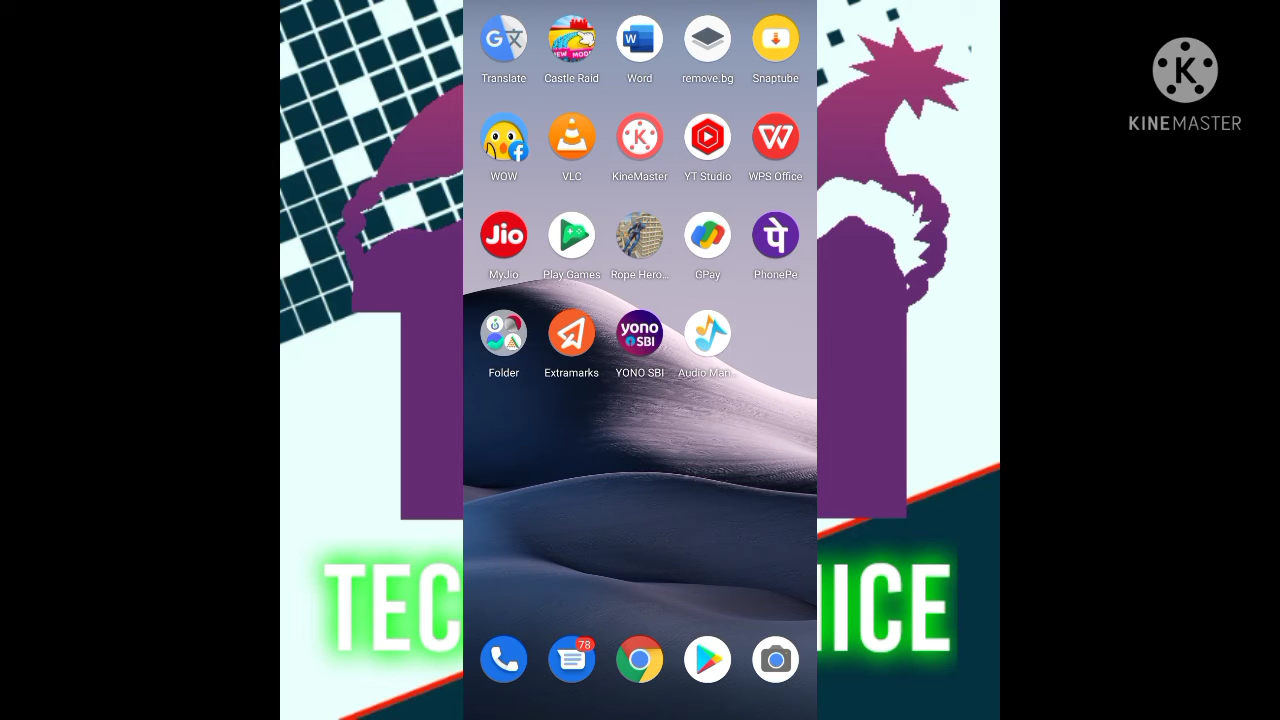 KINEMASTER
Translate
Castle Raid
Word
remove.bg
Snaptube
WOW
VLC
KineMaster
YT Studio
WPS Office
Jio
पे
MyJio
Play Games
Rope Hero...
GPay
PhonePe
yono
SBI
Folder
Extramarks
YONO SBI
Audio Man...
TEC
NICE
78